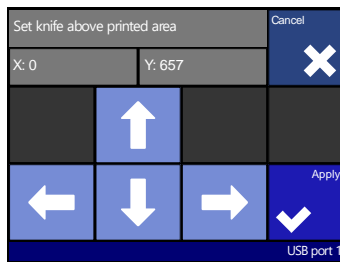 Set knife above printed area
Cancel
X: 0
Y: 657
Apply
USB port 1